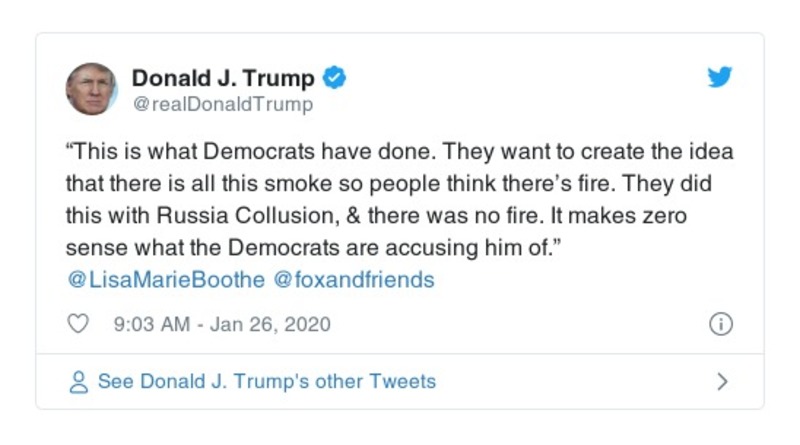 Donald J. Trump
@realDonaldTrump
“This is what Democrats have done. They want to create the idea
that there is all this smoke so people think there’s fire. They did
this with Russia Collusion, & there was no fire. It makes zero
sense what the Democrats are accusing him of.”
@LisaMarieBoothe @foxandfriends
9:03 AM - Jan 26, 2020
See Donald J. Trump's other Tweets